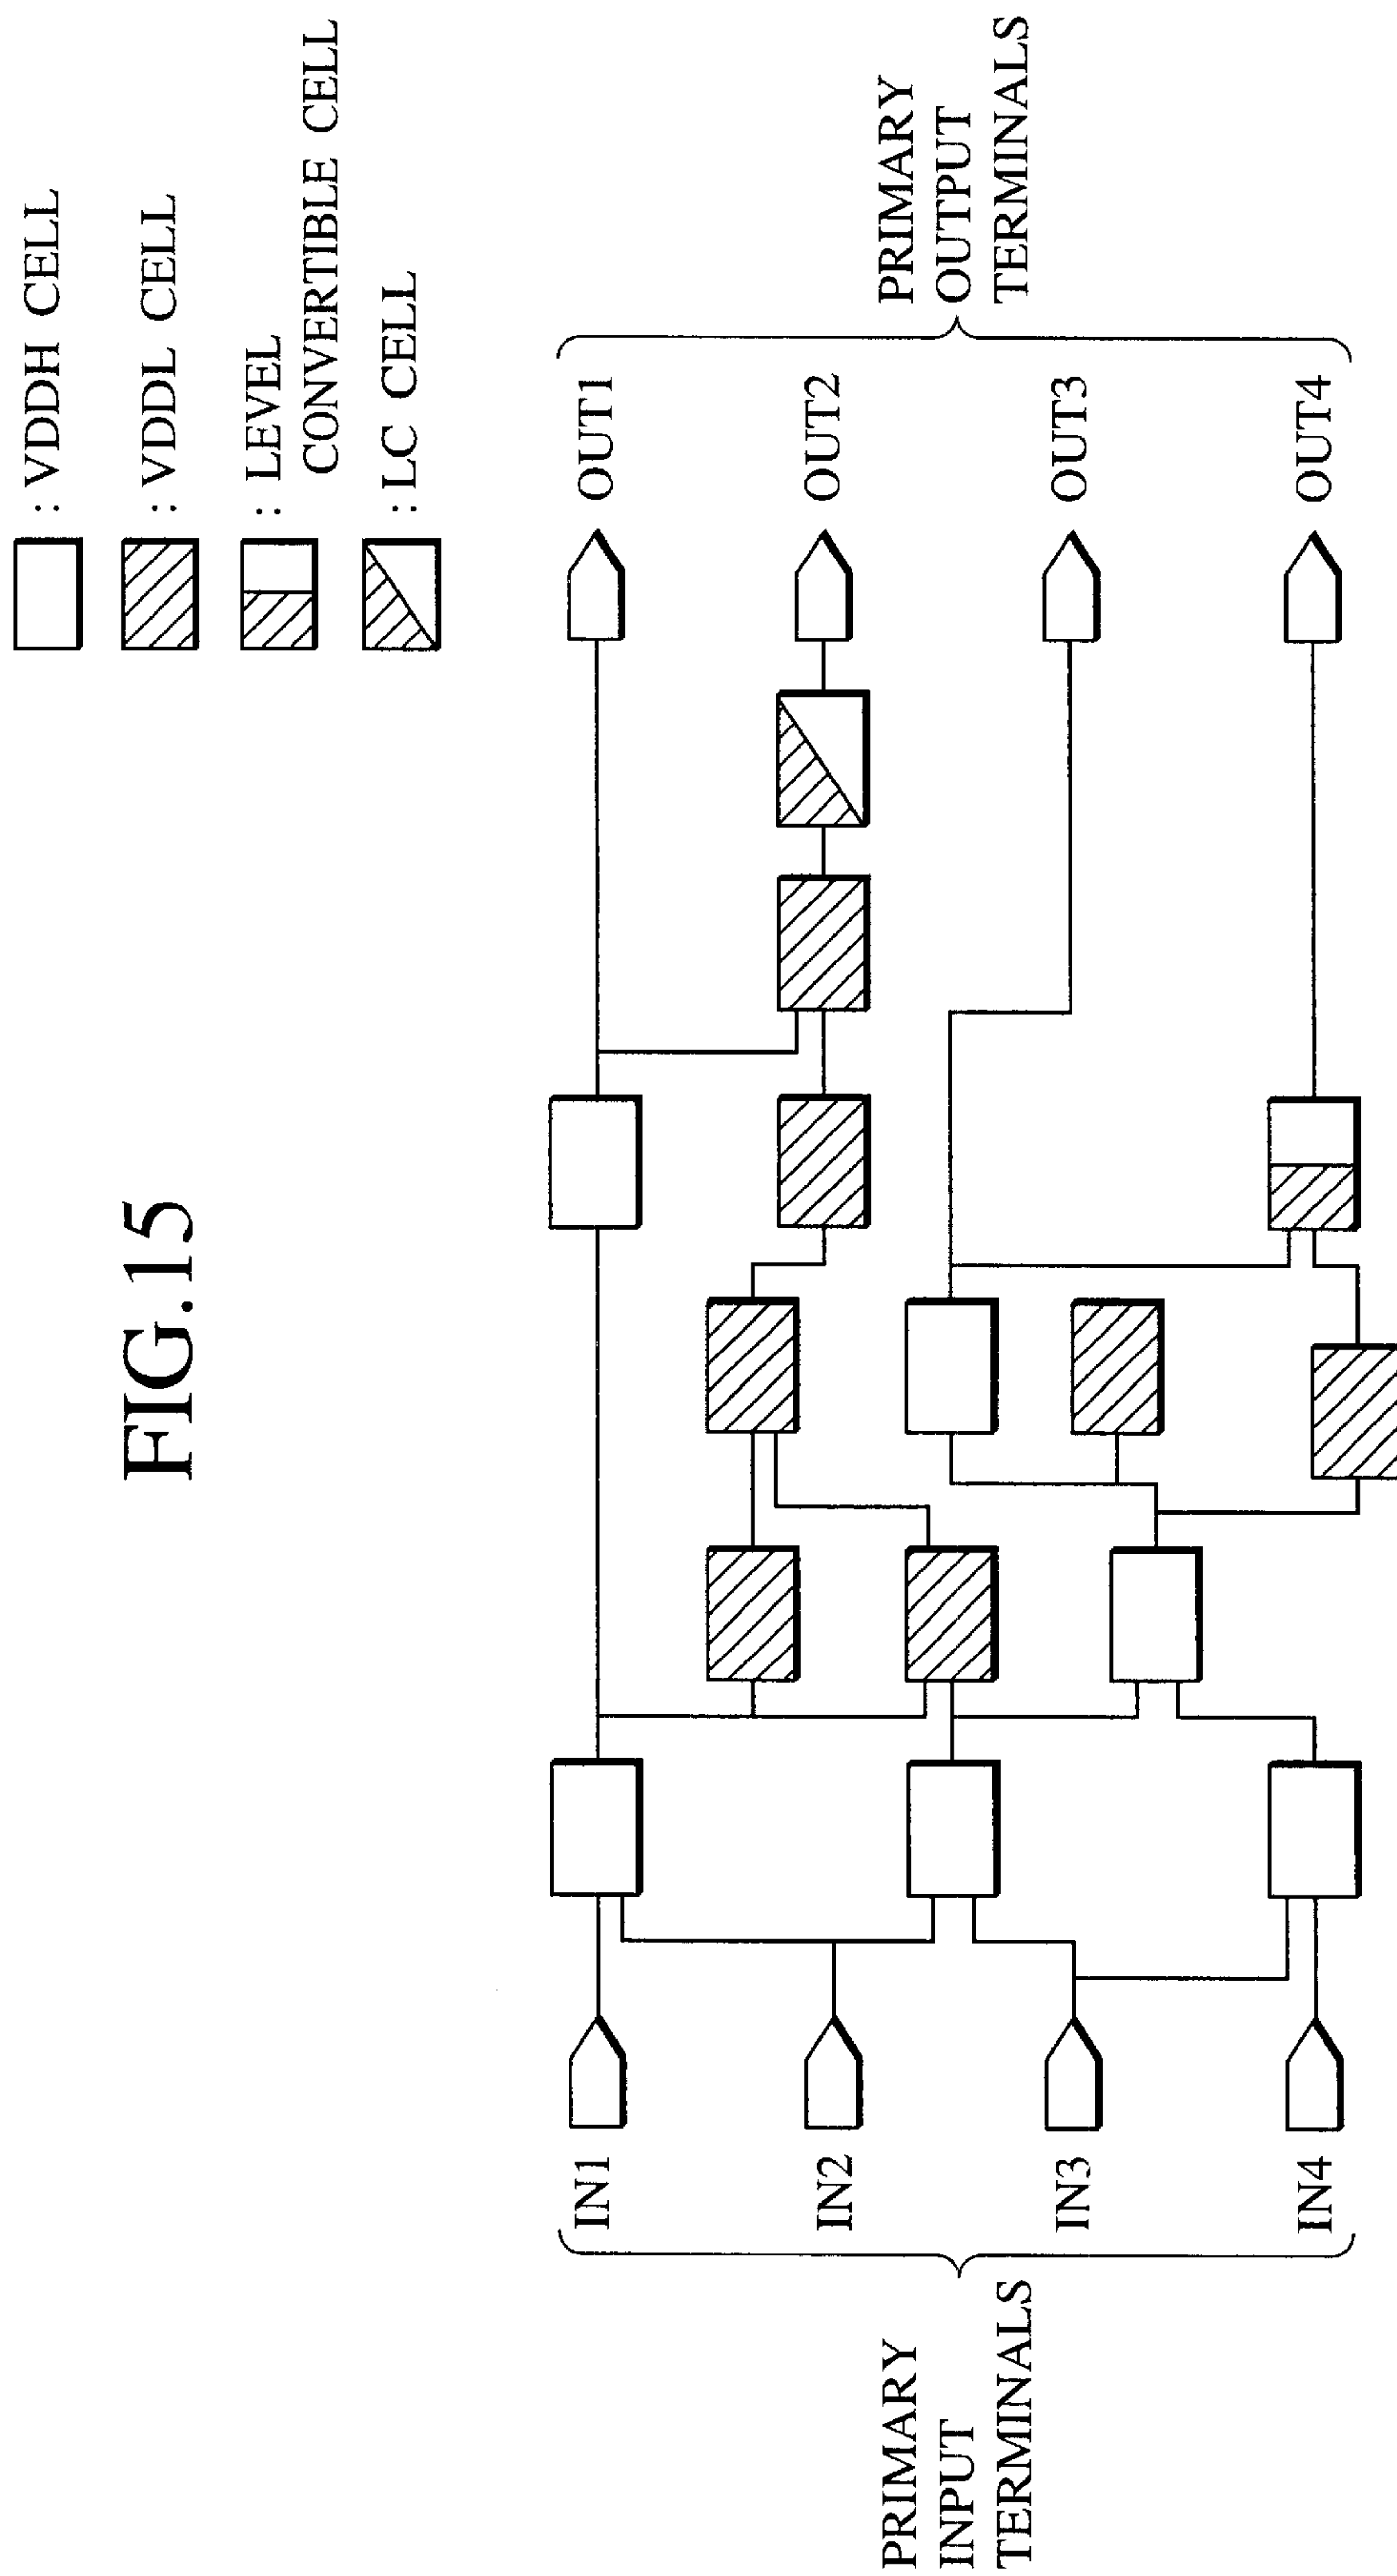 FIG.15
: VDDH CELL
: VDDL CELL
: LEVEL
CONVERTIBLE CELL
: LC CELL
PRIMARY
INPUT
TERMINALS
IN1
IN2
IN3
IN4
OUT1
OUT2
OUT3
OUT4
PRIMARY
OUTPUT
TERMINALS